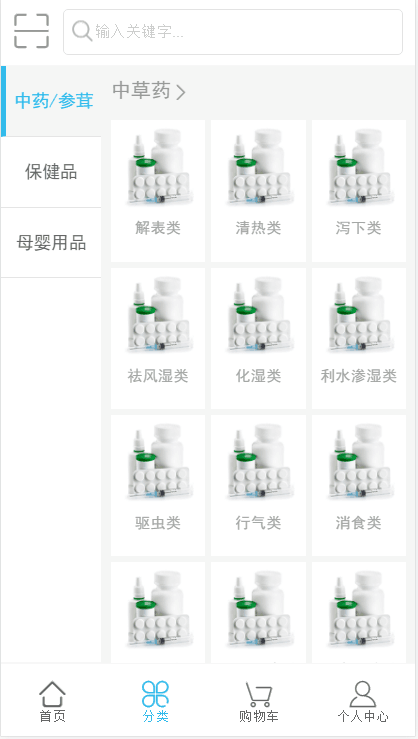 输入关键字...
中药/参茸
保健品
母婴用品
中草药
解表类
清热类
泻下类
祛风湿类
化湿类
利水渗湿类
驱虫类
行气类
消食类
首页
分类
购物车
个人中心